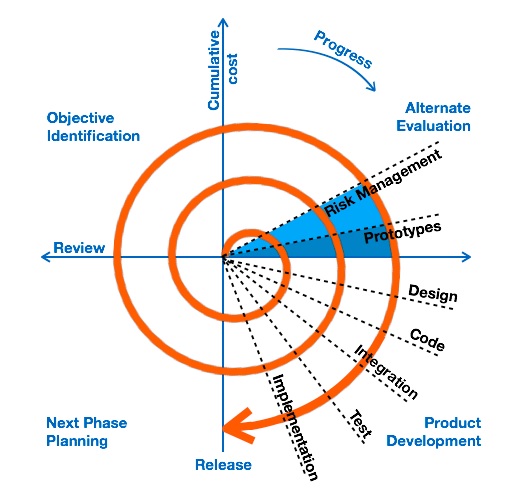 Cumulative
cost
Progress
Objective
Identification
Alternate
Evaluation
Risk Management
Prototypes
Review
Design
Code
Integration
Test
Implementation
Next Phase
Planning
Product
Development
Release